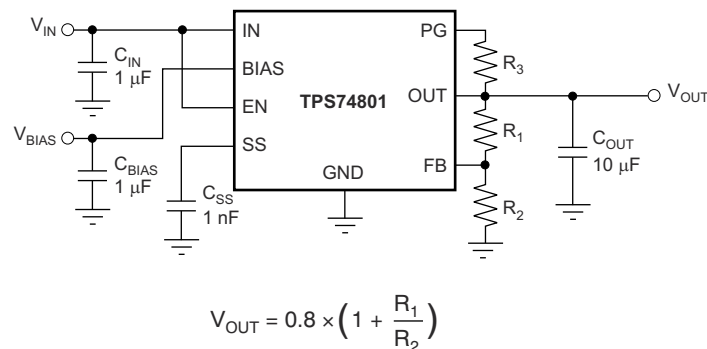 V_IN
C_IN
1 μF
V_BIAS
C_BIAS
1 μF
C_SS
1 nF
IN
BIAS
EN
SS
TPS74801
GND
PG
OUT
FB
R_3
R_1
R_2
V_OUT
C_OUT
10 μF
V_OUT = 0.8 × (1 + R_1 / R_2)